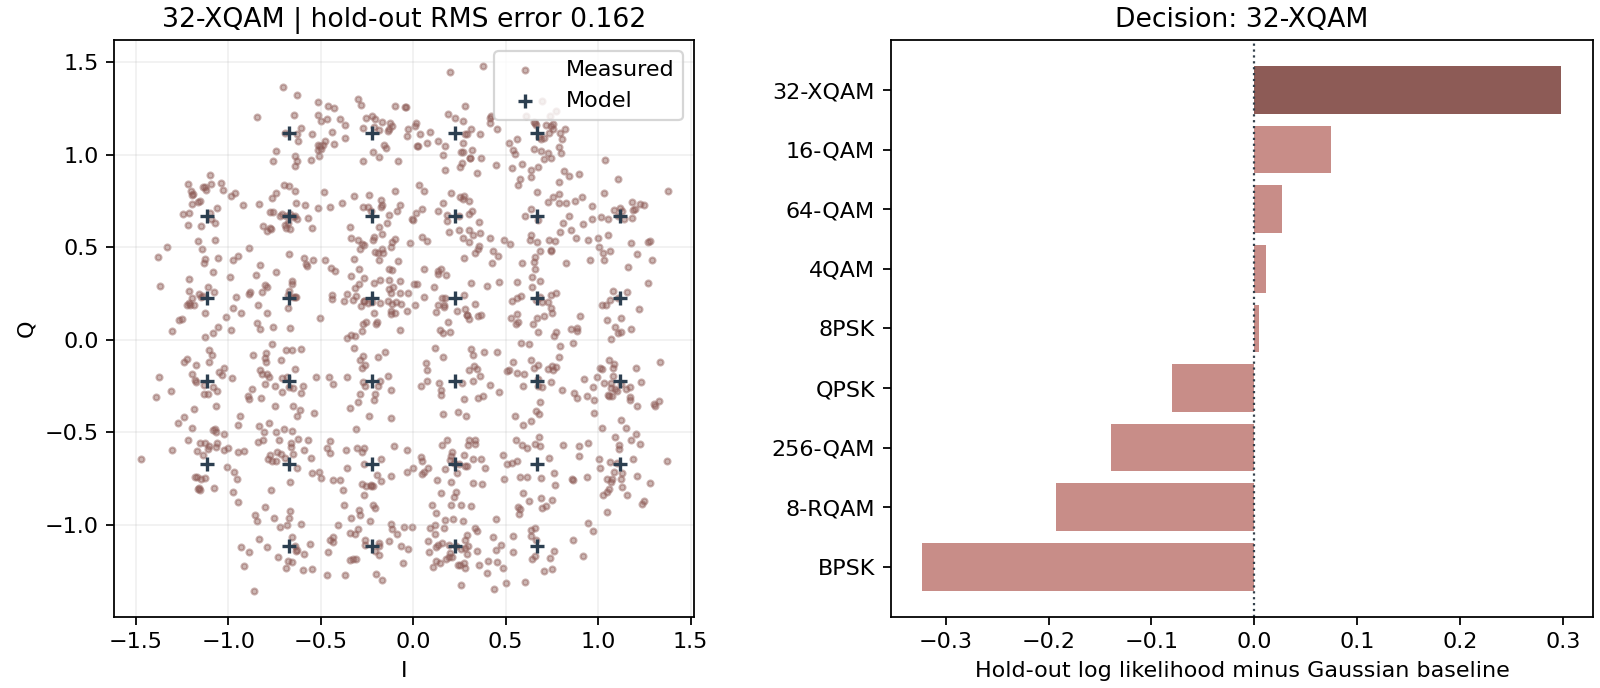 32-XQAM | hold-out RMS error 0.162
Measured
Model
1.5
1.0
0.5
0.0
−0.5
−1.0
Q
−1.5
−1.0
−0.5
0.0
0.5
1.0
1.5
I
Decision: 32-XQAM
32-XQAM
16-QAM
64-QAM
4QAM
8PSK
QPSK
256-QAM
8-RQAM
BPSK
−0.3
−0.2
−0.1
0.0
0.1
0.2
0.3
Hold-out log likelihood minus Gaussian baseline